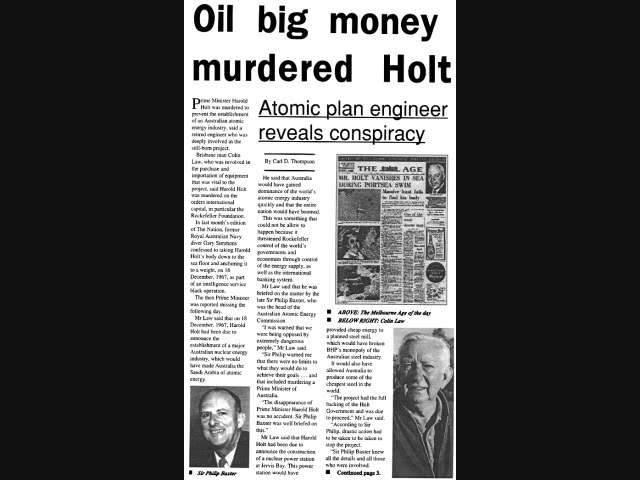 Oil big money
murdered Holt
Atomic plan engineer
reveals conspiracy
Prime Minister Harold
Holt was murdered to
prevent the establishment
of an Australian atomic
energy industry, said a
retired engineer who was
deeply involved in the
still-born project.
Brisbane man Colin
Law, who was involved in
the purchase and
importation of equipment
that was vital to the
project, said Harold Holt
was murdered on the
orders international
capital, in particular the
Rockefeller Foundation.
In last month's edition
of The Nation, former
Royal Australian Navy
diver Gary Simmons
confessed to taking Harold
Holt's body down to the
sea floor and anchoring it
to a weight, on 16
December, 1967, as part
of an intelligence service
black operation.
The then Prime Minister
was reported missing the
following day.
Mr Law said that on 18
December, 1967, Harold
Holt had been due to
announce the
establishment of a major
Australian nuclear energy
industry, which would
have made Australia the
Saudi Arabia of atomic
energy.
■ Sir Philip Baxter
By Carl D. Thompson
He said that Australia
would have gained
dominance of the world's
atomic energy industry
quickly and that the entire
nation would have boomed.
This was something that
could not be allowed to
happen because it
threatened Rockefeller
control of the world's
governments and
economies through control
of the energy supply, as
well as the international
banking system.
Mr Law said that he was
briefed on the matter by the
late Sir Philip Baxter, who
was the head of the
Australian Atomic Energy
Commission.
"I was warned that we
were being opposed by
extremely dangerous
people," Mr Law said.
"Sir Philip warned me
that there were no limits to
what they would do to
achieve their goals . . . and
that included murdering a
Prime Minister of
Australia.
"The disappearance of
Prime Minister Harold Holt
was no accident. Sir Philip
Baxter was well briefed on
this."
Mr Law said that Harold
Holt had been due to
announce the construction
of a nuclear power station
at Jervis Bay. This power
station would have
THE AGE
MR. HOLT VANISHES IN SEA
DURING PORTSEA SWIM
Massive hunt fails
to find his body
■ ABOVE: The Melbourne Age of the day
■ BELOW RIGHT: Colin Law
provided cheap energy to
a planned steel mill,
which would have broken
BHP's monopoly of the
Australian steel industry.
It would also have
allowed Australia to
produce some of the
cheapest steel in the
world.
"The project had the full
backing of the Holt
Government and was due
to proceed," Mr Law said.
"According to Sir
Philip, drastic action had
to be taken to be taken to
stop the project.
"Sir Philip Baxter knew
all the details and all those
who were involved.
■ Continued page 3.